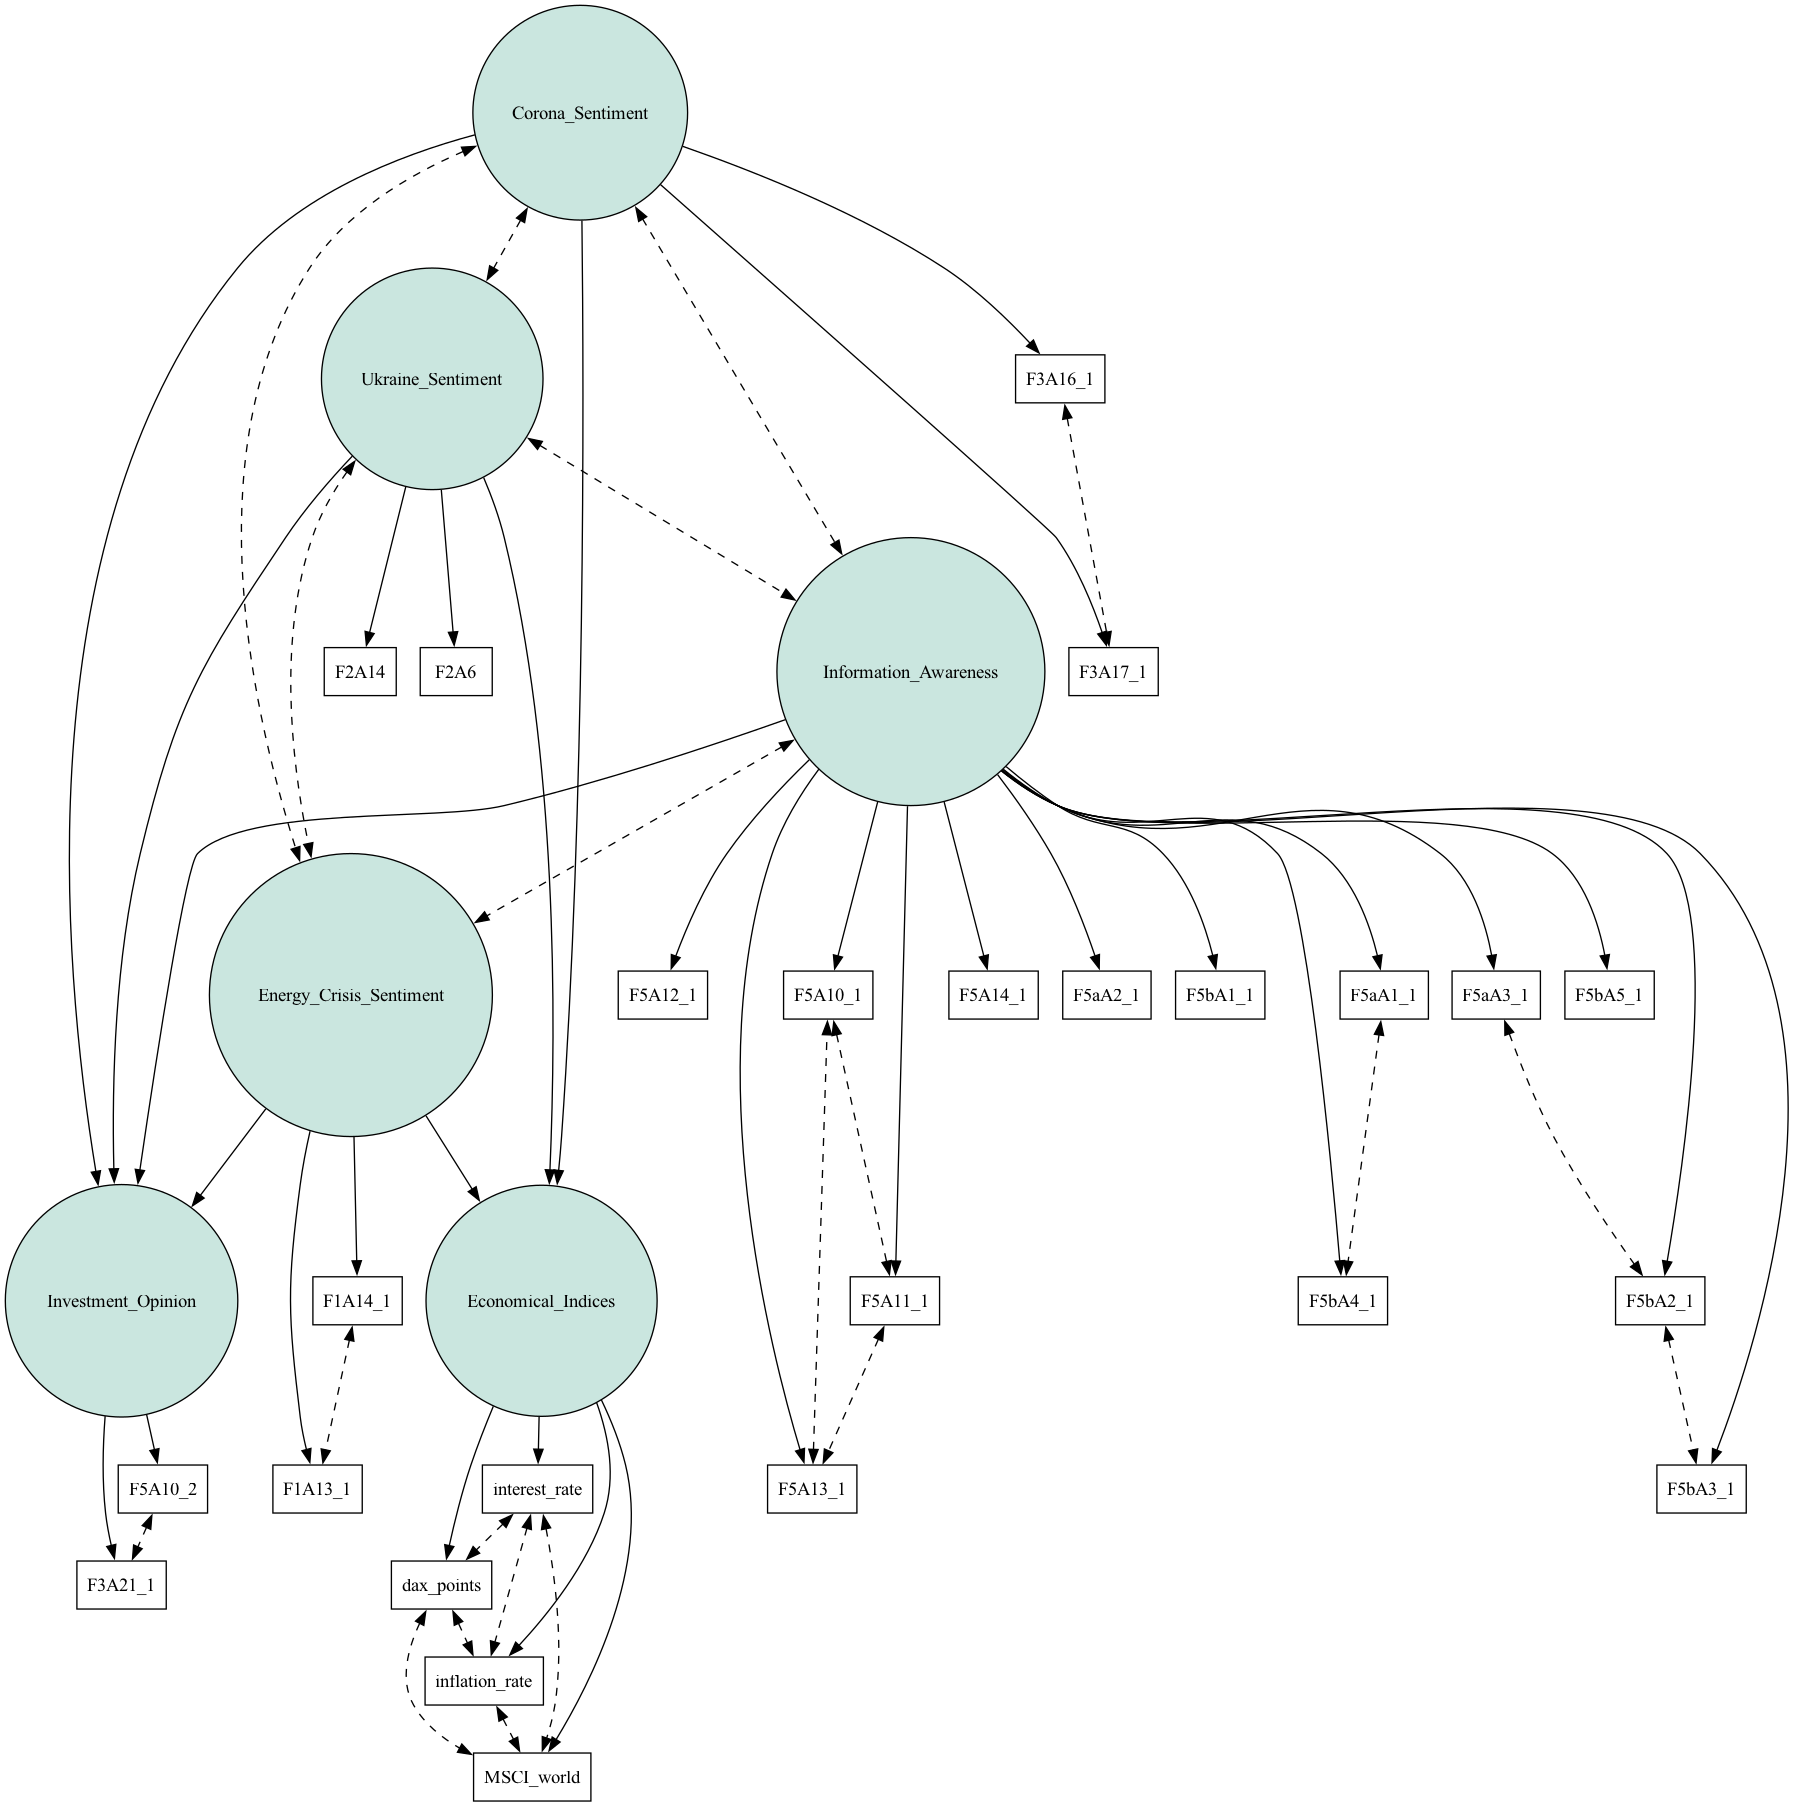 Corona_Sentiment
Ukraine_Sentiment
F3A16_1
F2A14
F2A6
Information_Awareness
F3A17_1
Energy_Crisis_Sentiment
F5A12_1
F5A10_1
F5A14_1
F5aA2_1
F5bA1_1
F5aA1_1
F5aA3_1
F5bA5_1
Investment_Opinion
F1A14_1
Economical_Indices
F5A11_1
F5bA4_1
F5bA2_1
F5A10_2
F1A13_1
interest_rate
F5A13_1
F5bA3_1
F3A21_1
dax_points
inflation_rate
MSCI_world